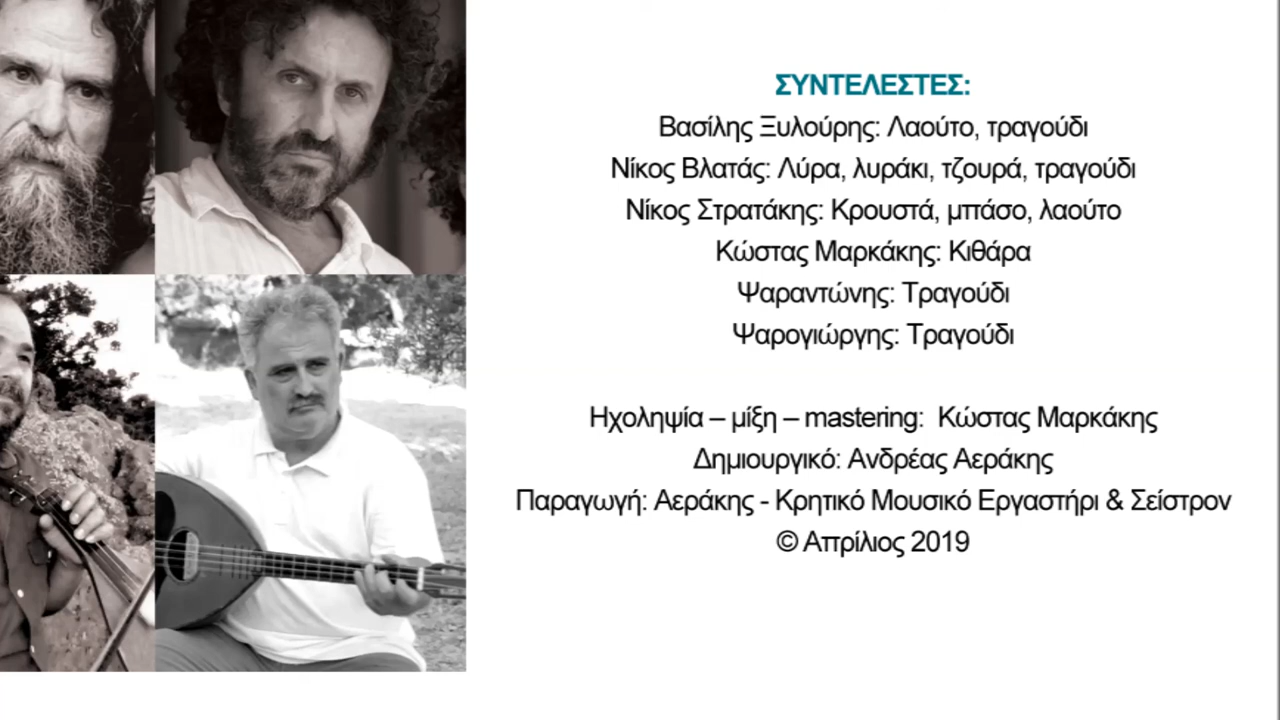 ΣΥΝΤΕΛΕΣΤΕΣ:
Βασίλης Ξυλούρης: Λαούτο, τραγούδι
Νίκος Βλατάς: Λύρα, λυράκι, τζουρά, τραγούδι
Νίκος Στρατάκης: Κρουστά, μπάσο, λαούτο
Κώστας Μαρκάκης: Κιθάρα
Ψαραντώνης: Τραγούδι
Ψαρογιώργης: Τραγούδι
Ηχοληψία – μίξη – mastering: Κώστας Μαρκάκης
Δημιουργικό: Ανδρέας Αεράκης
Παραγωγή: Αεράκης - Κρητικό Μουσικό Εργαστήρι & Σείστρον
© Απρίλιος 2019